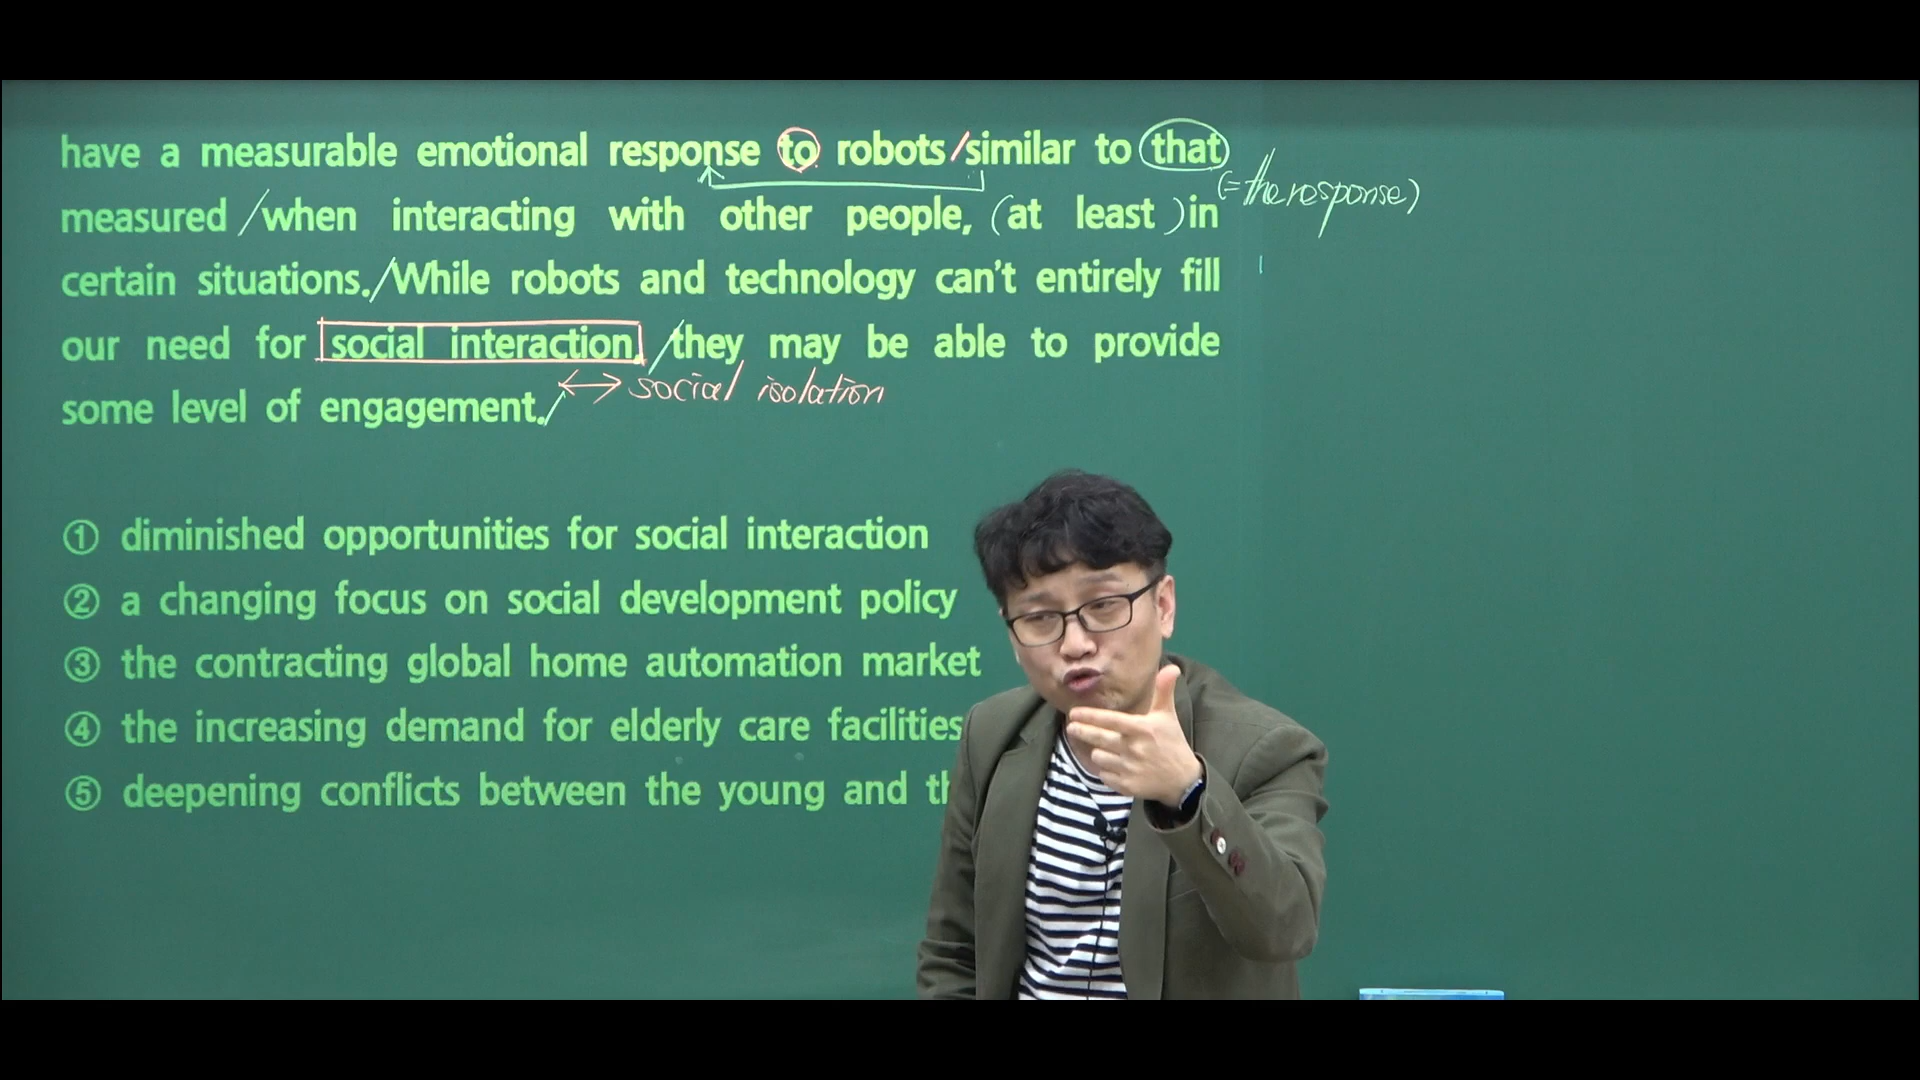 have a measurable emotional response to robots/similar to that
(=the response)
measured /when interacting with other people, (at least) in
certain situations./While robots and technology can't entirely fill
our need for social interaction, /they may be able to provide
↔ social isolation
some level of engagement./
① diminished opportunities for social interaction
② a changing focus on social development policy
③ the contracting global home automation market
④ the increasing demand for elderly care facilities
⑤ deepening conflicts between the young and